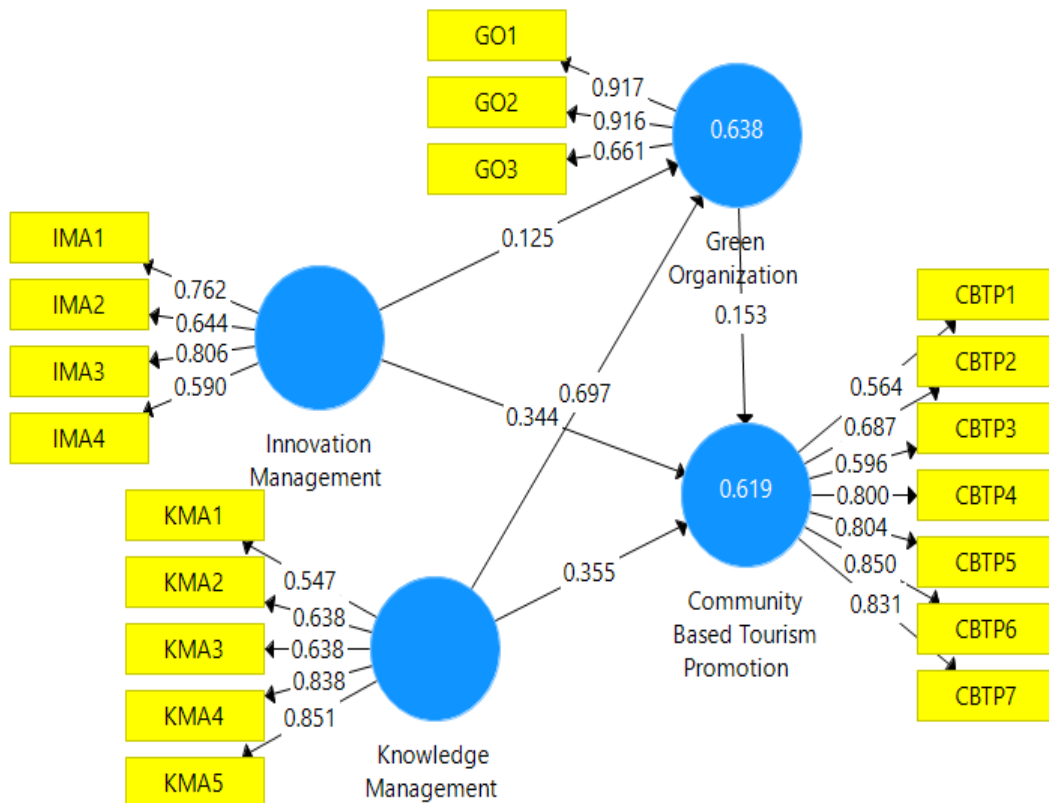 GO1
0.917
GO2
0.916
0.638
0.661
GO3
IMA1
0.125
Green
Organization
0.762
IMA2
0.644
0.153
CBTP1
IMA3
0.806
CBTP2
0.590
0.697
0.564
IMA4
0.344
0.687
CBTP3
Innovation
Management
0.596
0.619
0.800
CBTP4
KMA1
0.804
CBTP5
0.547
0.355
0.850
KMA2
0.638
0.831
Community
Based Tourism
Promotion
CBTP6
KMA3
0.638
0.838
KMA4
0.851
CBTP7
Knowledge
Management
KMA5